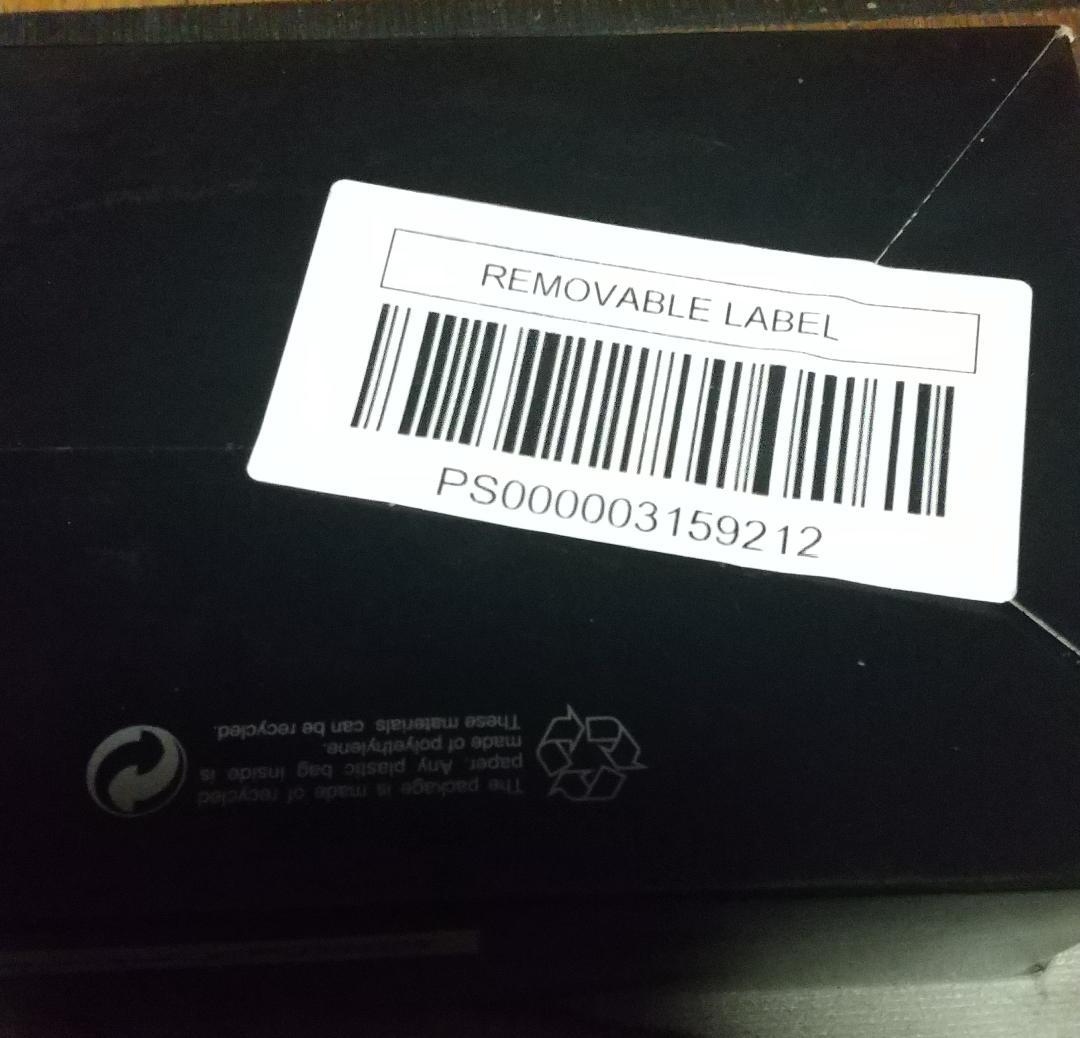 REMOVABLE LABEL
PS000003159212
The package is made of recycled
paper. Any plastic bag inside is
made of polyethylene.
These materials can be recycled.